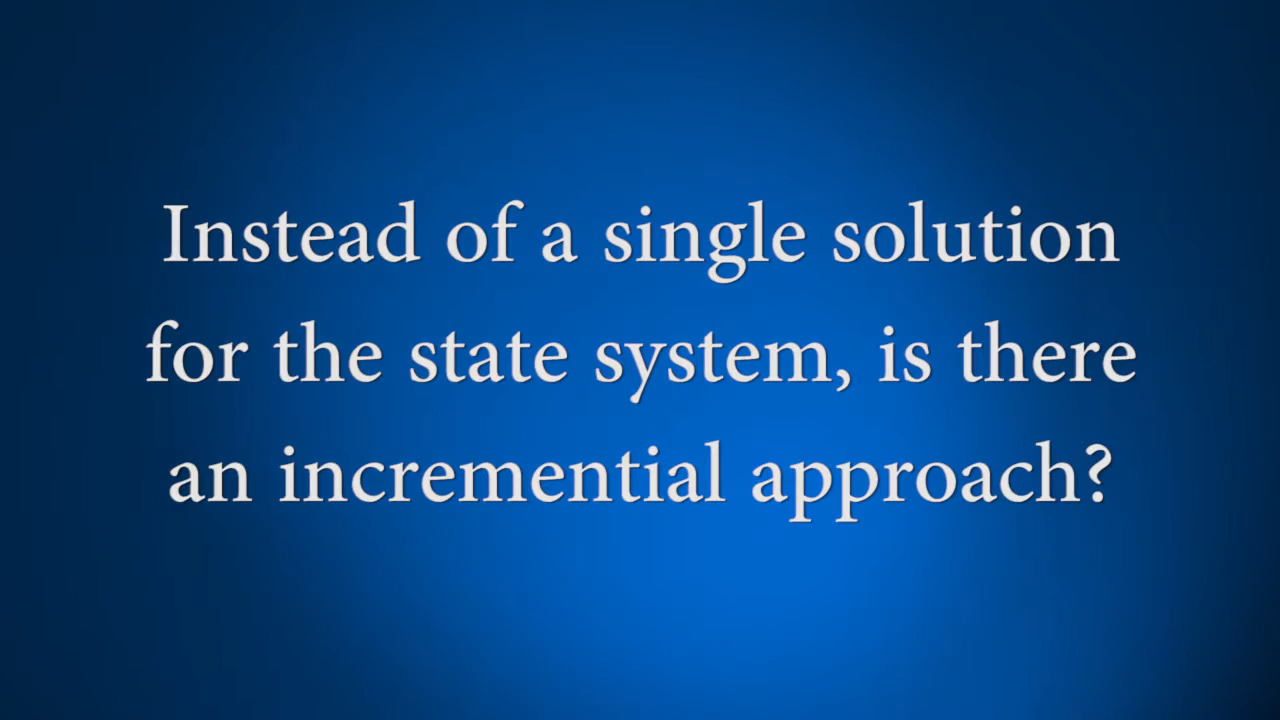 Instead of a single solution
for the state system, is there
an incremential approach?